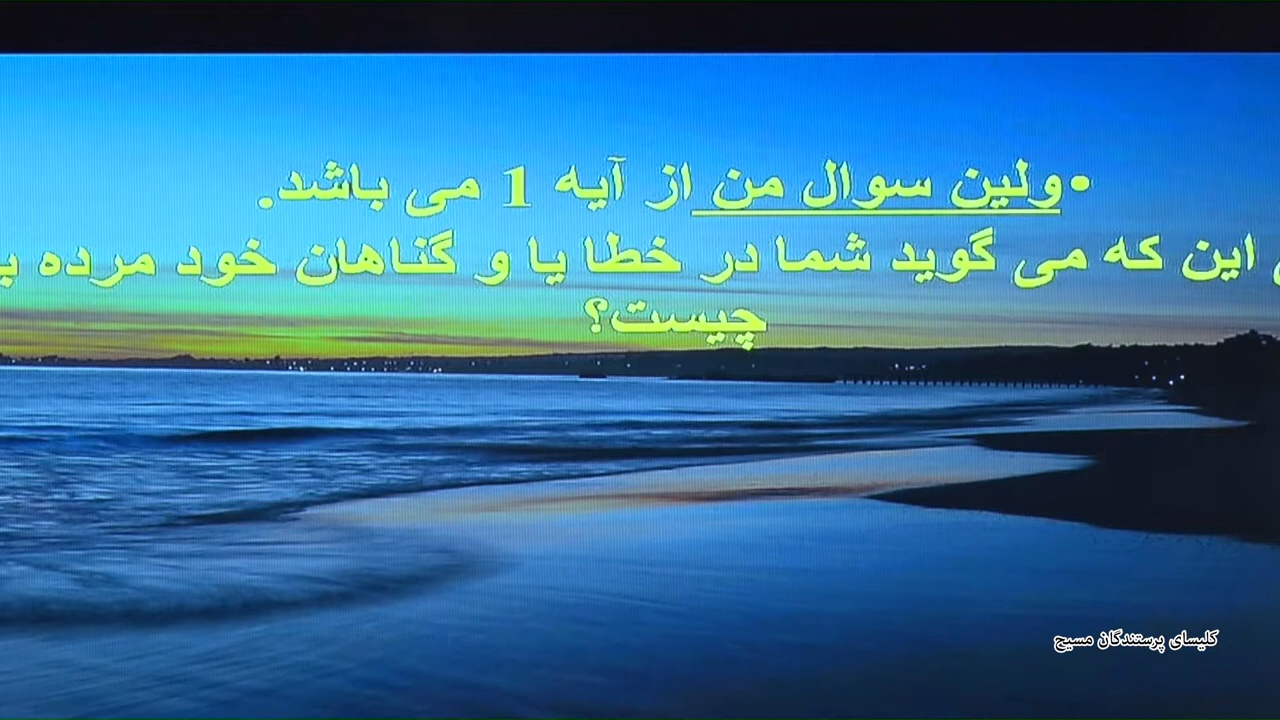 •ولین سوال من از آیه 1 می باشد.
این که می گوید شما در خطا یا و گناهان خود مرده
چیست؟
کلیسای پرستندگان مسیح